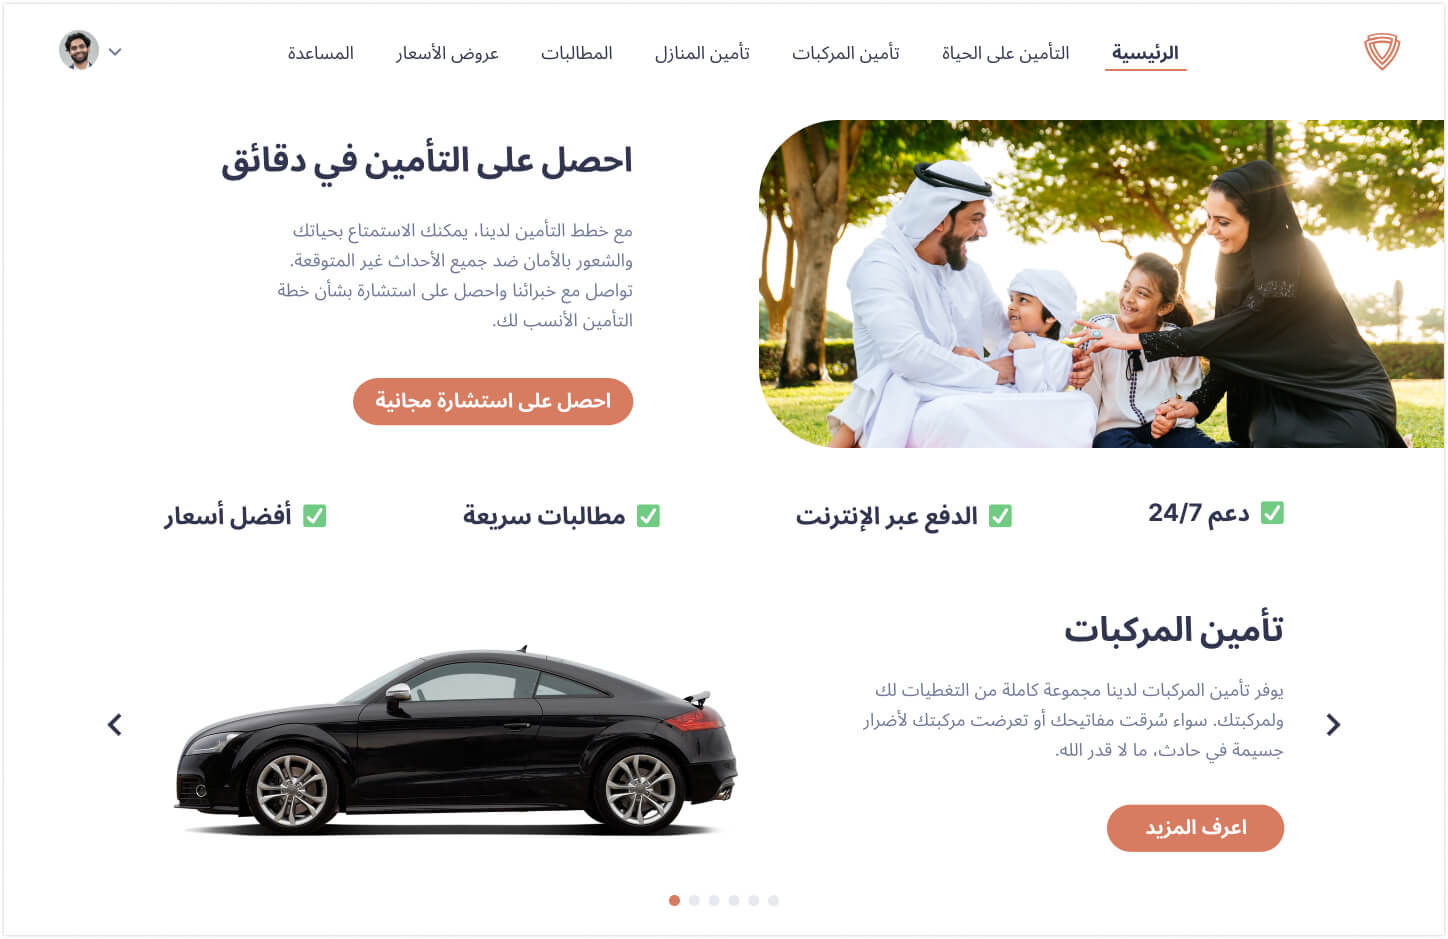 الرئيسية
التأمين على الحياة
تأمين المركبات
تأمين المنازل
المطالبات
عروض الأسعار
المساعدة
احصل على التأمين في دقائق
مع خطط التأمين لدينا، يمكنك الاستمتاع بحياتك
والشعور بالأمان ضد جميع الأحداث غير المتوقعة.
تواصل مع خبرائنا واحصل على استشارة بشأن خطة
التأمين الأنسب لك.
احصل على استشارة مجانية
دعم 24/7
الدفع عبر الإنترنت
مطالبات سريعة
أفضل أسعار
تأمين المركبات
يوفر تأمين المركبات لدينا مجموعة كاملة من التغطيات لك
ولمركبتك. سواء سُرقت مفاتيحك أو تعرضت مركبتك لأضرار
جسيمة في حادث، ما لا قدر الله.
اعرف المزيد